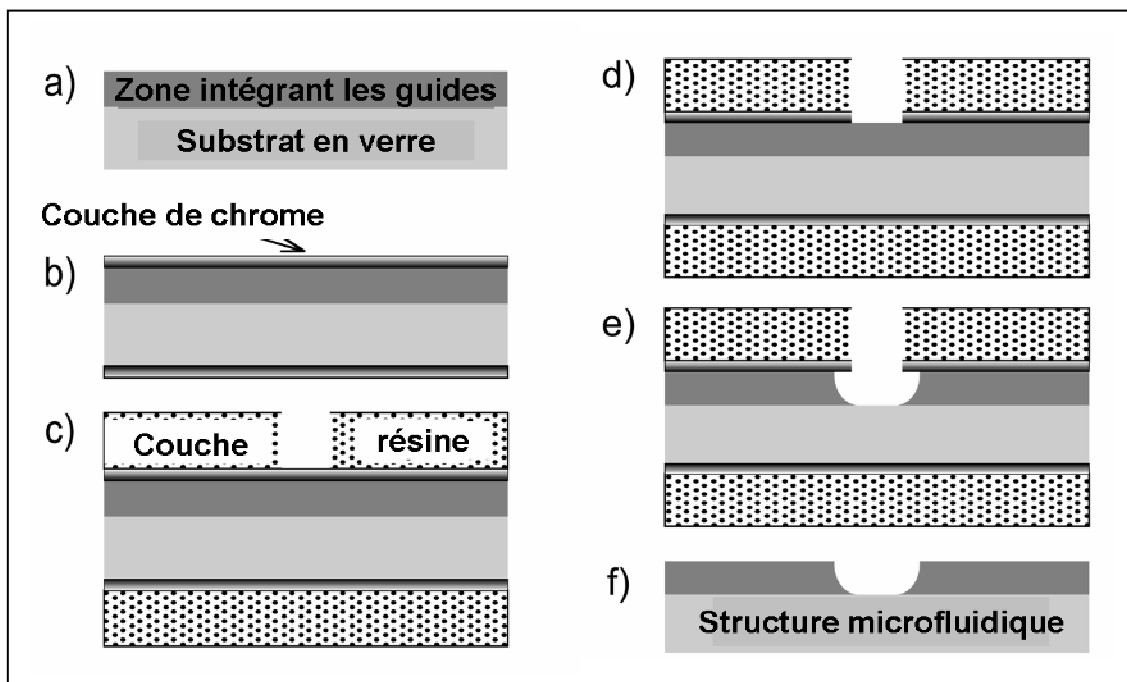 a)
Zone intégrant les guides
Substrat en verre
Couche de chrome
b)
c)
Couche résine
d)
e)
f)
Structure microfluidique